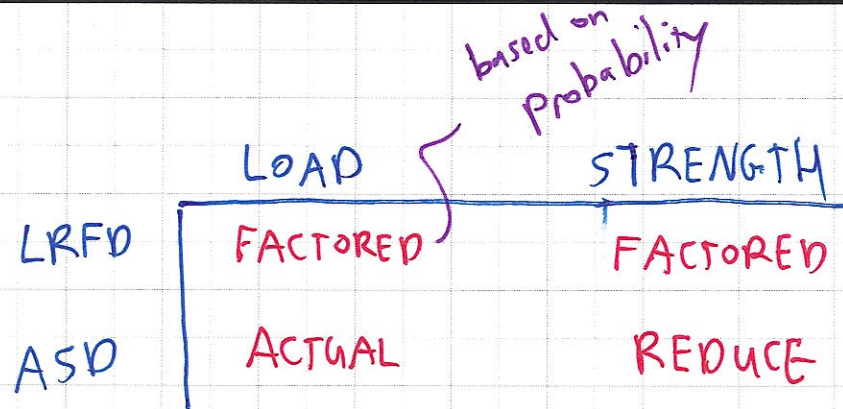 based on
probability
LOAD STRENGTH
LRFD FACTORED FACTORED
ASD ACTUAL REDUCE